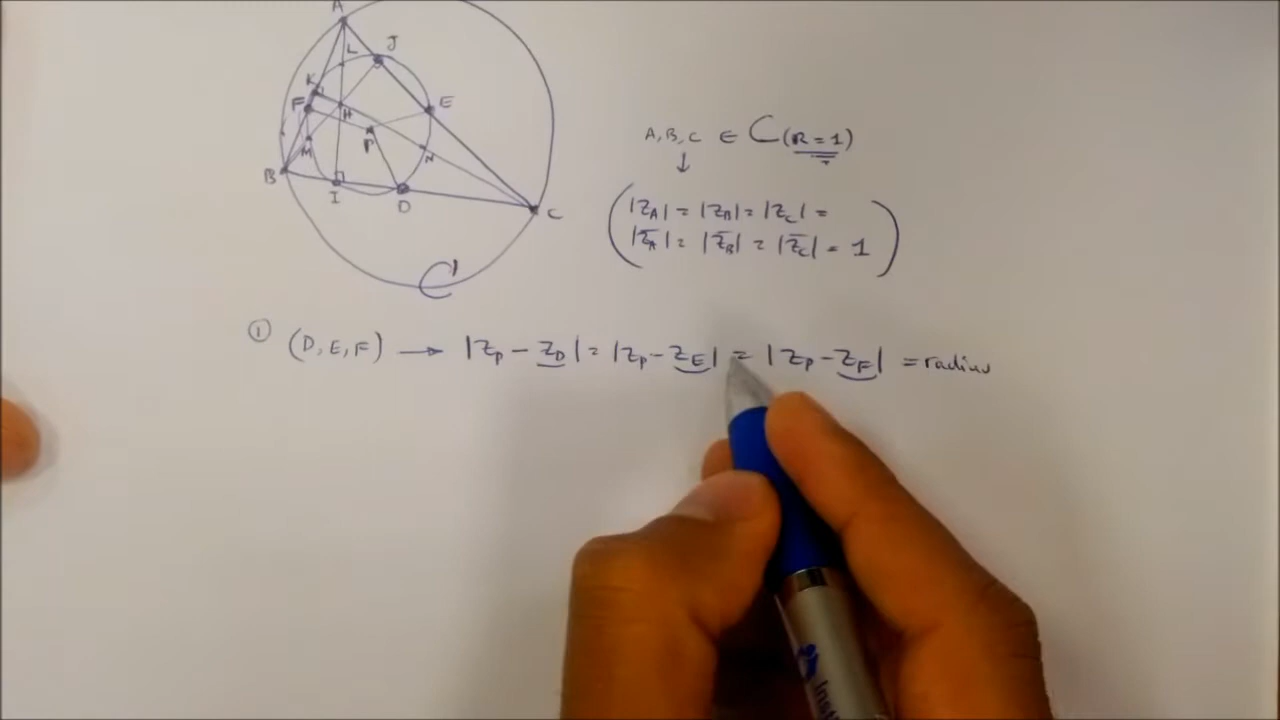 A
L
J
K
F
H
E
P
M
N
B
I
D
C
C
A, B, C ∈ C(R = 1)
↓
|Z_A| = |Z_B| = |Z_C| =
|Z̅_A| = |Z̅_B| = |Z̅_C| = 1
① (D, E, F) → |Z_P - Z_D| = |Z_P - Z_E| = |Z_P - Z_F| = radius